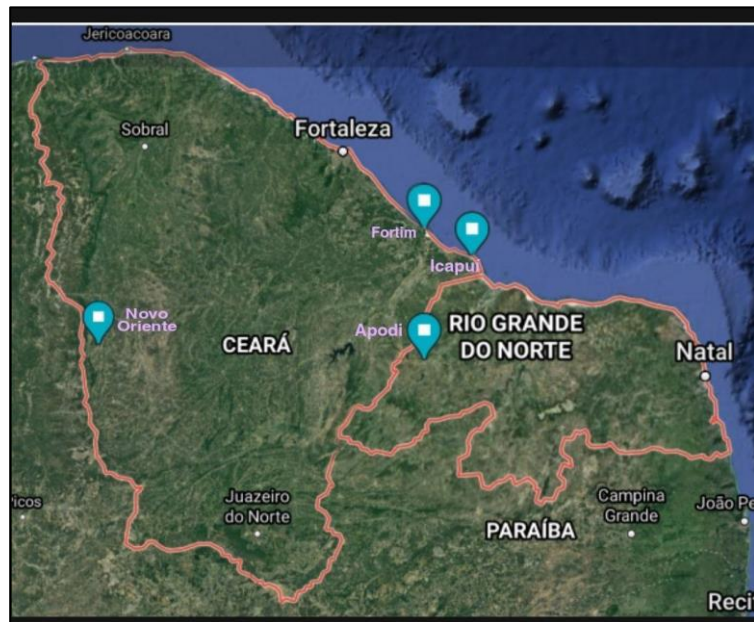 Jericoacoara
Sobral
Fortaleza
Fortim
Icapuí
Novo
Oriente
CEARÁ
Apodi
RIO GRANDE
DO NORTE
Natal
Picos
Juazeiro
do Norte
Campina
Grande
João Pe
PARAÍBA
Recif